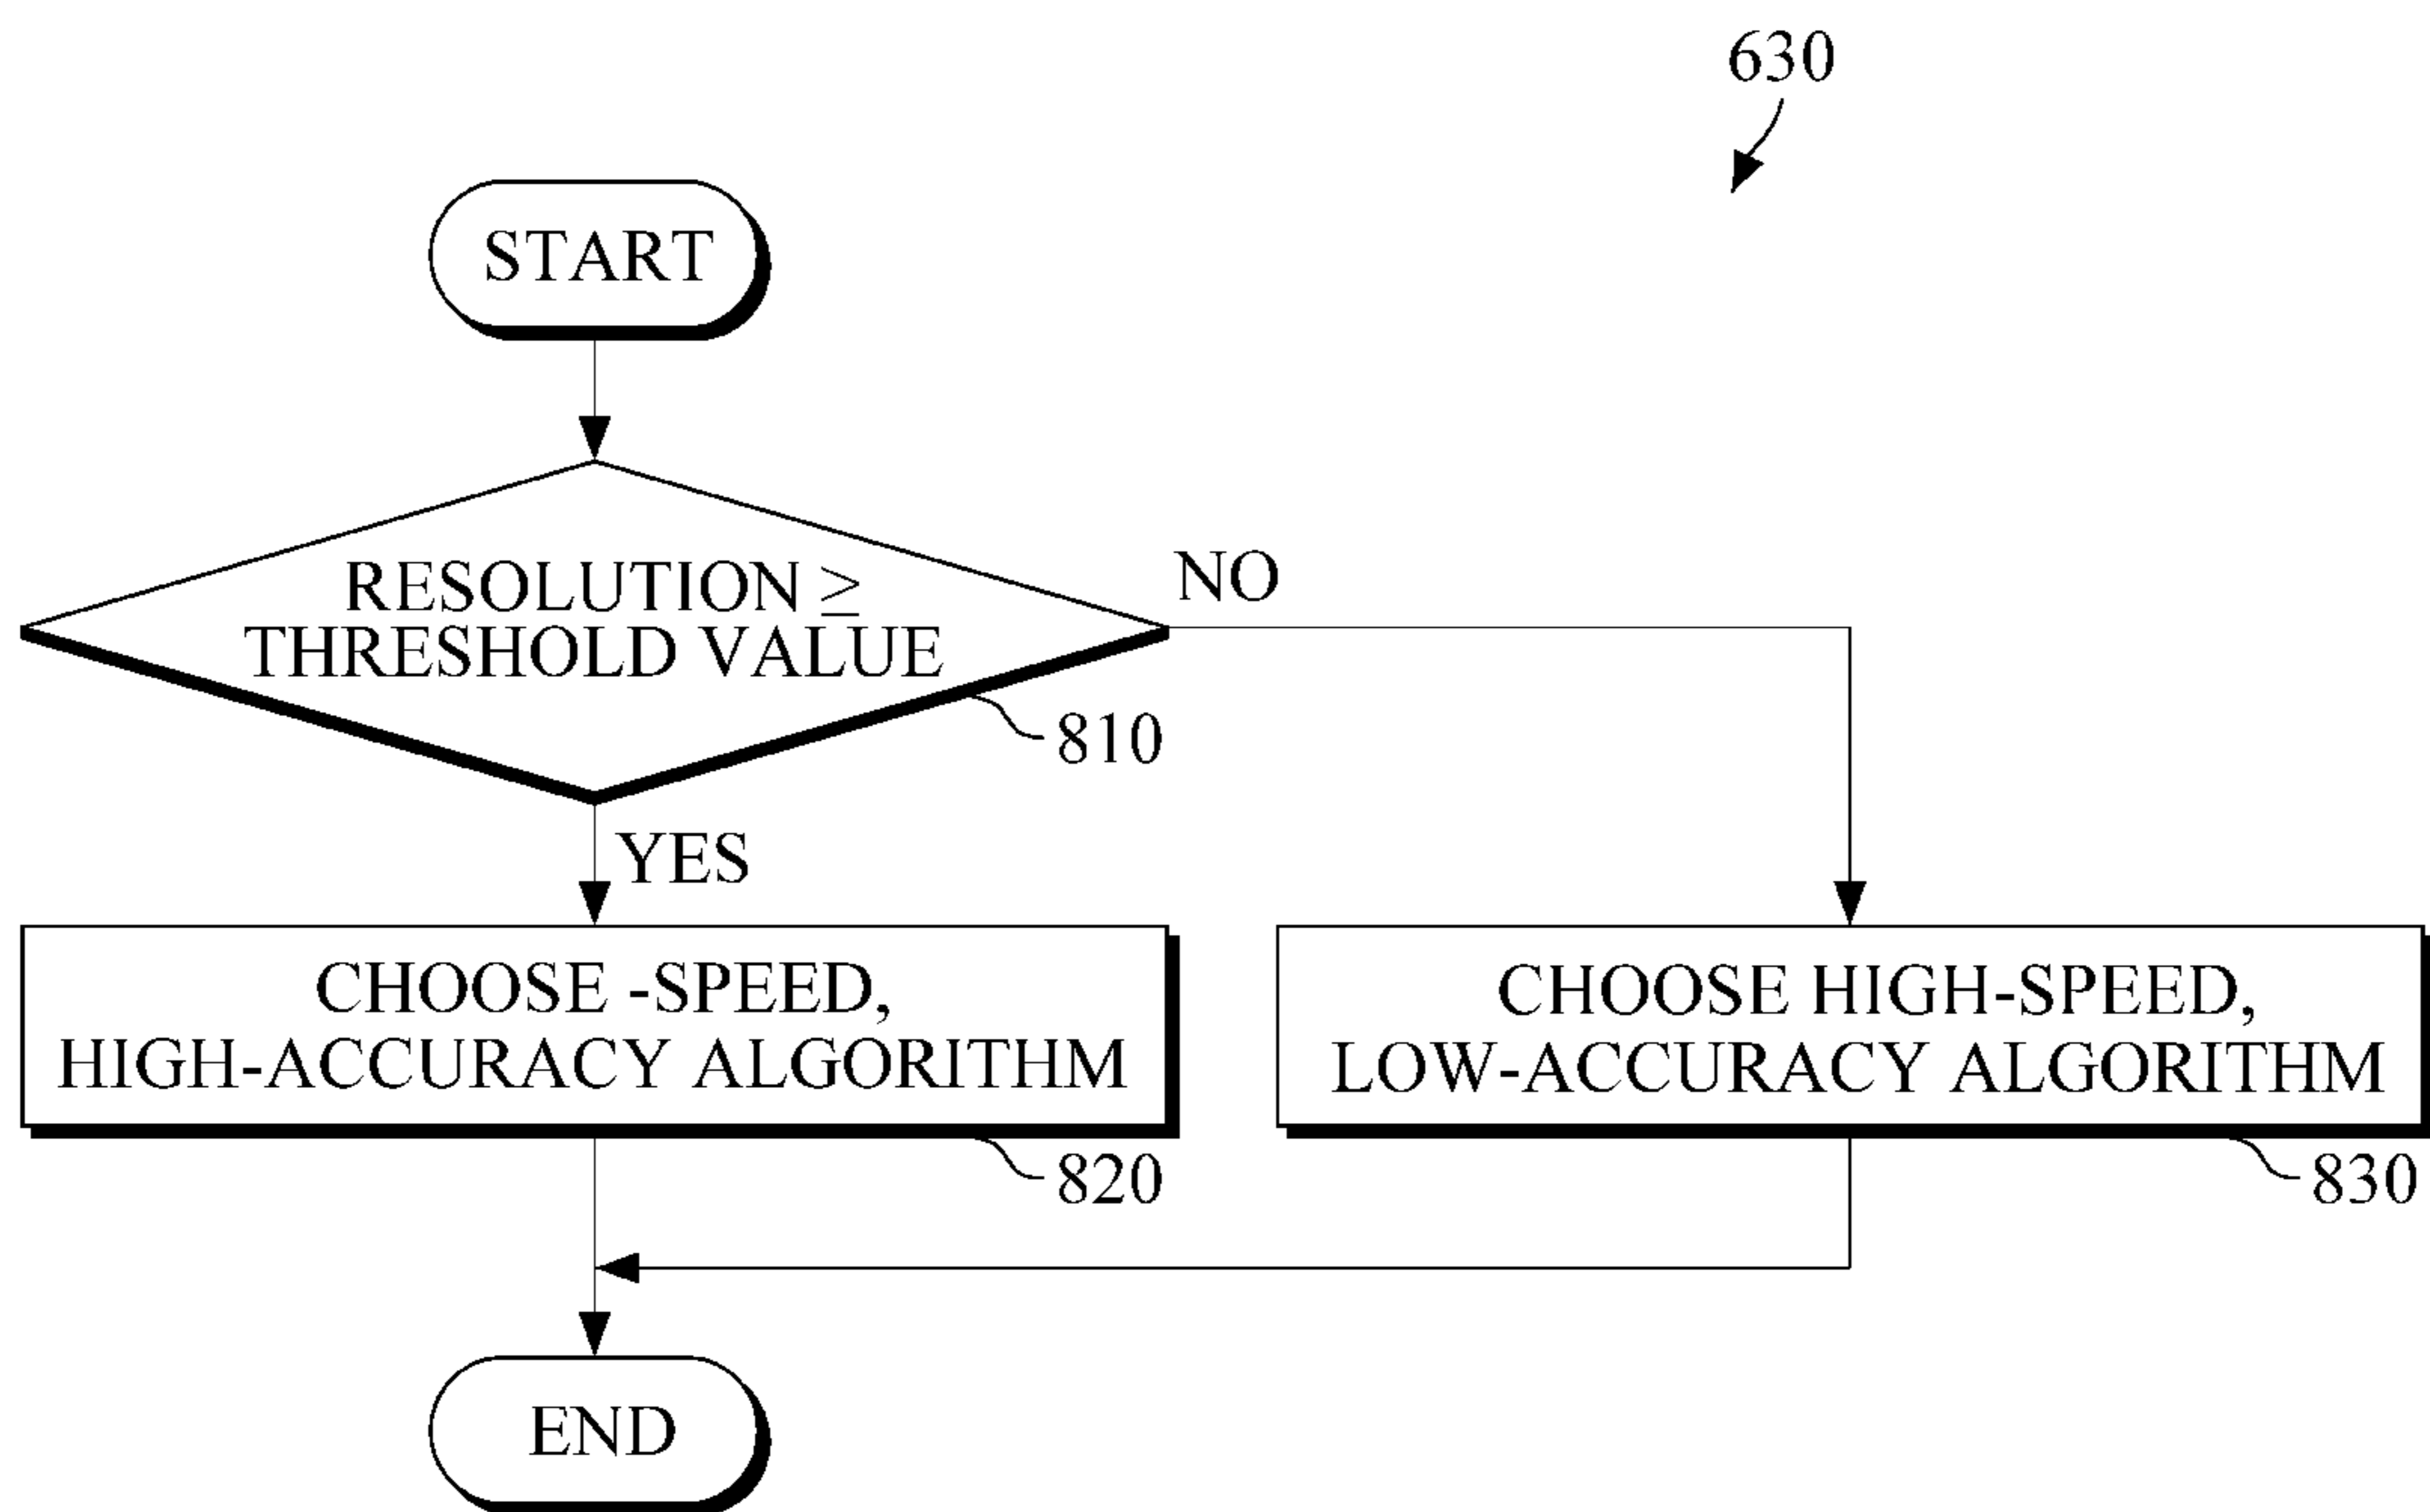 630
START
RESOLUTION ≥
THRESHOLD VALUE
NO
810
YES
CHOOSE -SPEED,
HIGH-ACCURACY ALGORITHM
820
CHOOSE HIGH-SPEED,
LOW-ACCURACY ALGORITHM
830
END